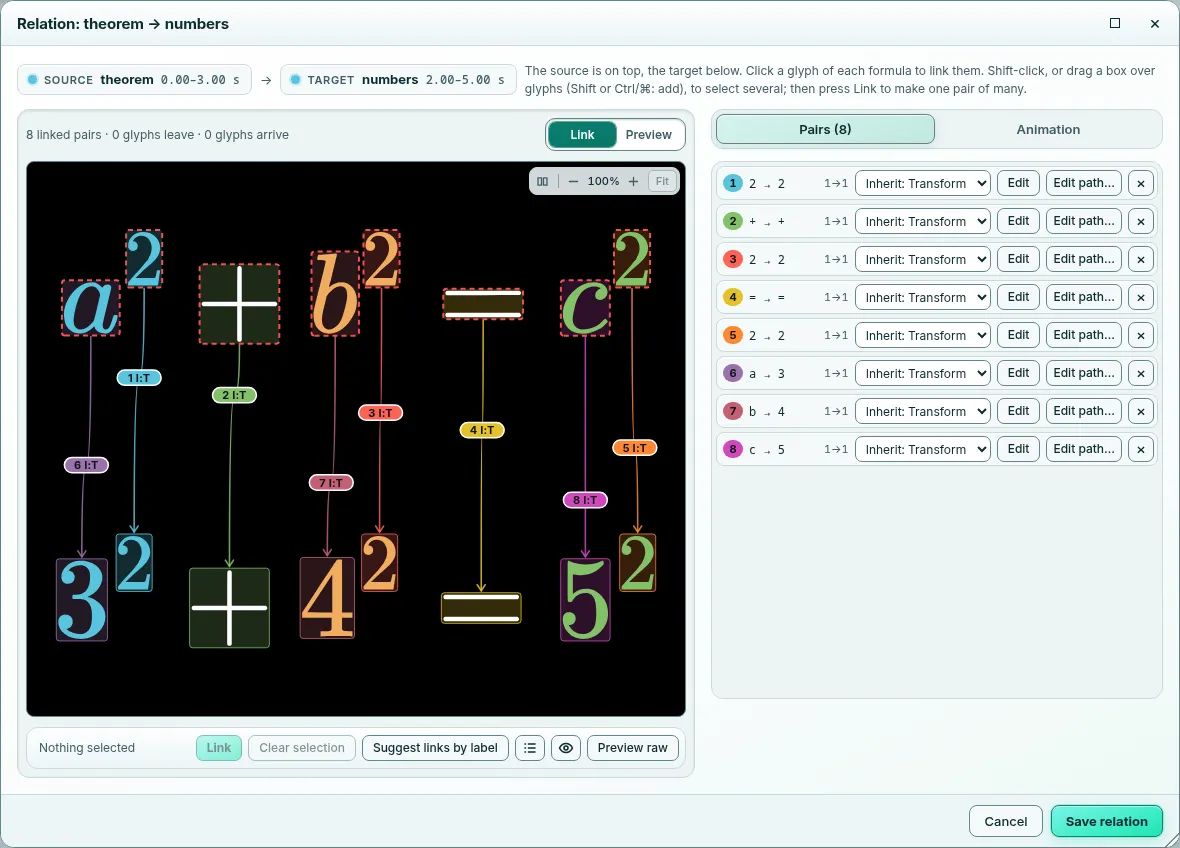 Relation: theorem → numbers
SOURCE theorem 0.00–3.00 s → TARGET numbers 2.00–5.00 s
The source is on top, the target below. Click a glyph of each formula to link them. Shift-click, or drag a box over
glyphs (Shift or Ctrl/⌘: add), to select several; then press Link to make one pair of many.
8 linked pairs · 0 glyphs leave · 0 glyphs arrive
Link Preview
100% Fit
a² + b² = c²
1 I:T
2 I:T
3 I:T
4 I:T
5 I:T
6 I:T
7 I:T
8 I:T
3² + 4² = 5²
Nothing selected Link Clear selection Suggest links by label Preview raw
Pairs (8) Animation
1 2 → 2 1→1 Inherit: Transform Edit Edit path... ×
2 + → + 1→1 Inherit: Transform Edit Edit path... ×
3 2 → 2 1→1 Inherit: Transform Edit Edit path... ×
4 = → = 1→1 Inherit: Transform Edit Edit path... ×
5 2 → 2 1→1 Inherit: Transform Edit Edit path... ×
6 a → 3 1→1 Inherit: Transform Edit Edit path... ×
7 b → 4 1→1 Inherit: Transform Edit Edit path... ×
8 c → 5 1→1 Inherit: Transform Edit Edit path... ×
Cancel Save relation